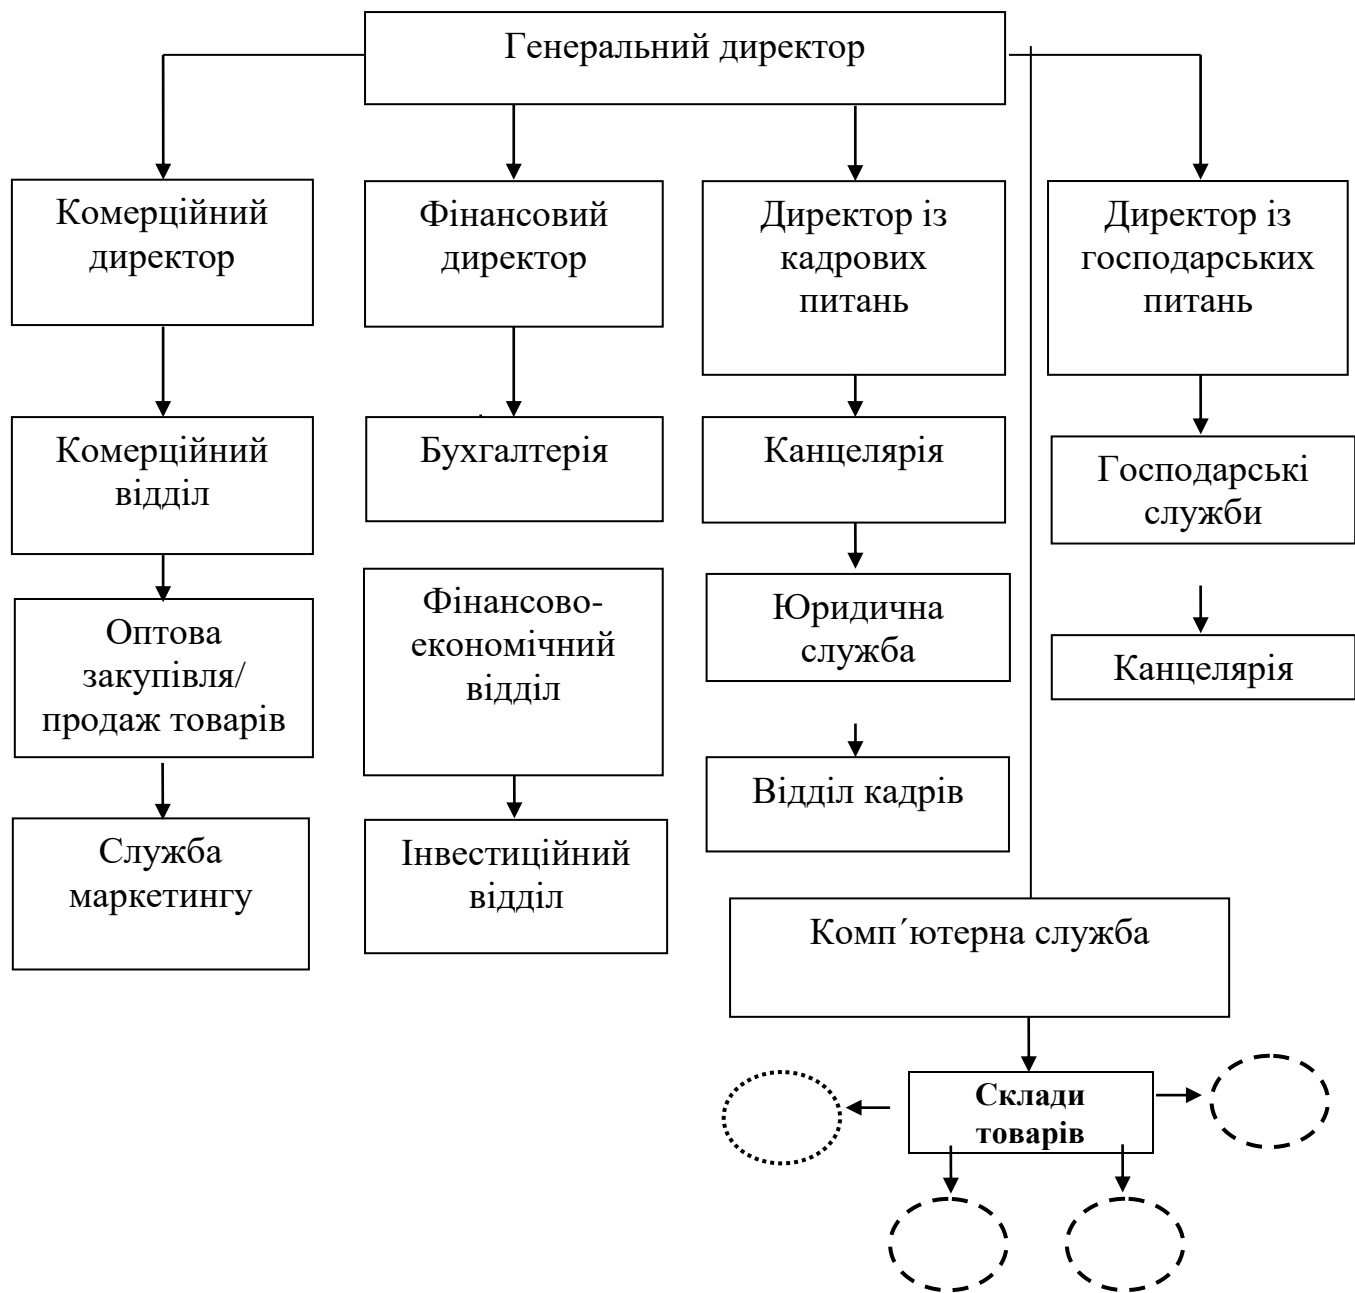 Генеральний директор
Комерційний
директор
Фінансовий
директор
Директор із
кадрових
питань
Директор із
господарських
питань
Комерційний
відділ
Бухгалтерія
Канцелярія
Господарські
служби
Оптова
закупівля/
продаж товарів
Фінансово-
економічний
відділ
Юридична
служба
Канцелярія
Відділ кадрів
Служба
маркетингу
Інвестиційний
відділ
Комп´ютерна служба
Склади
товарів